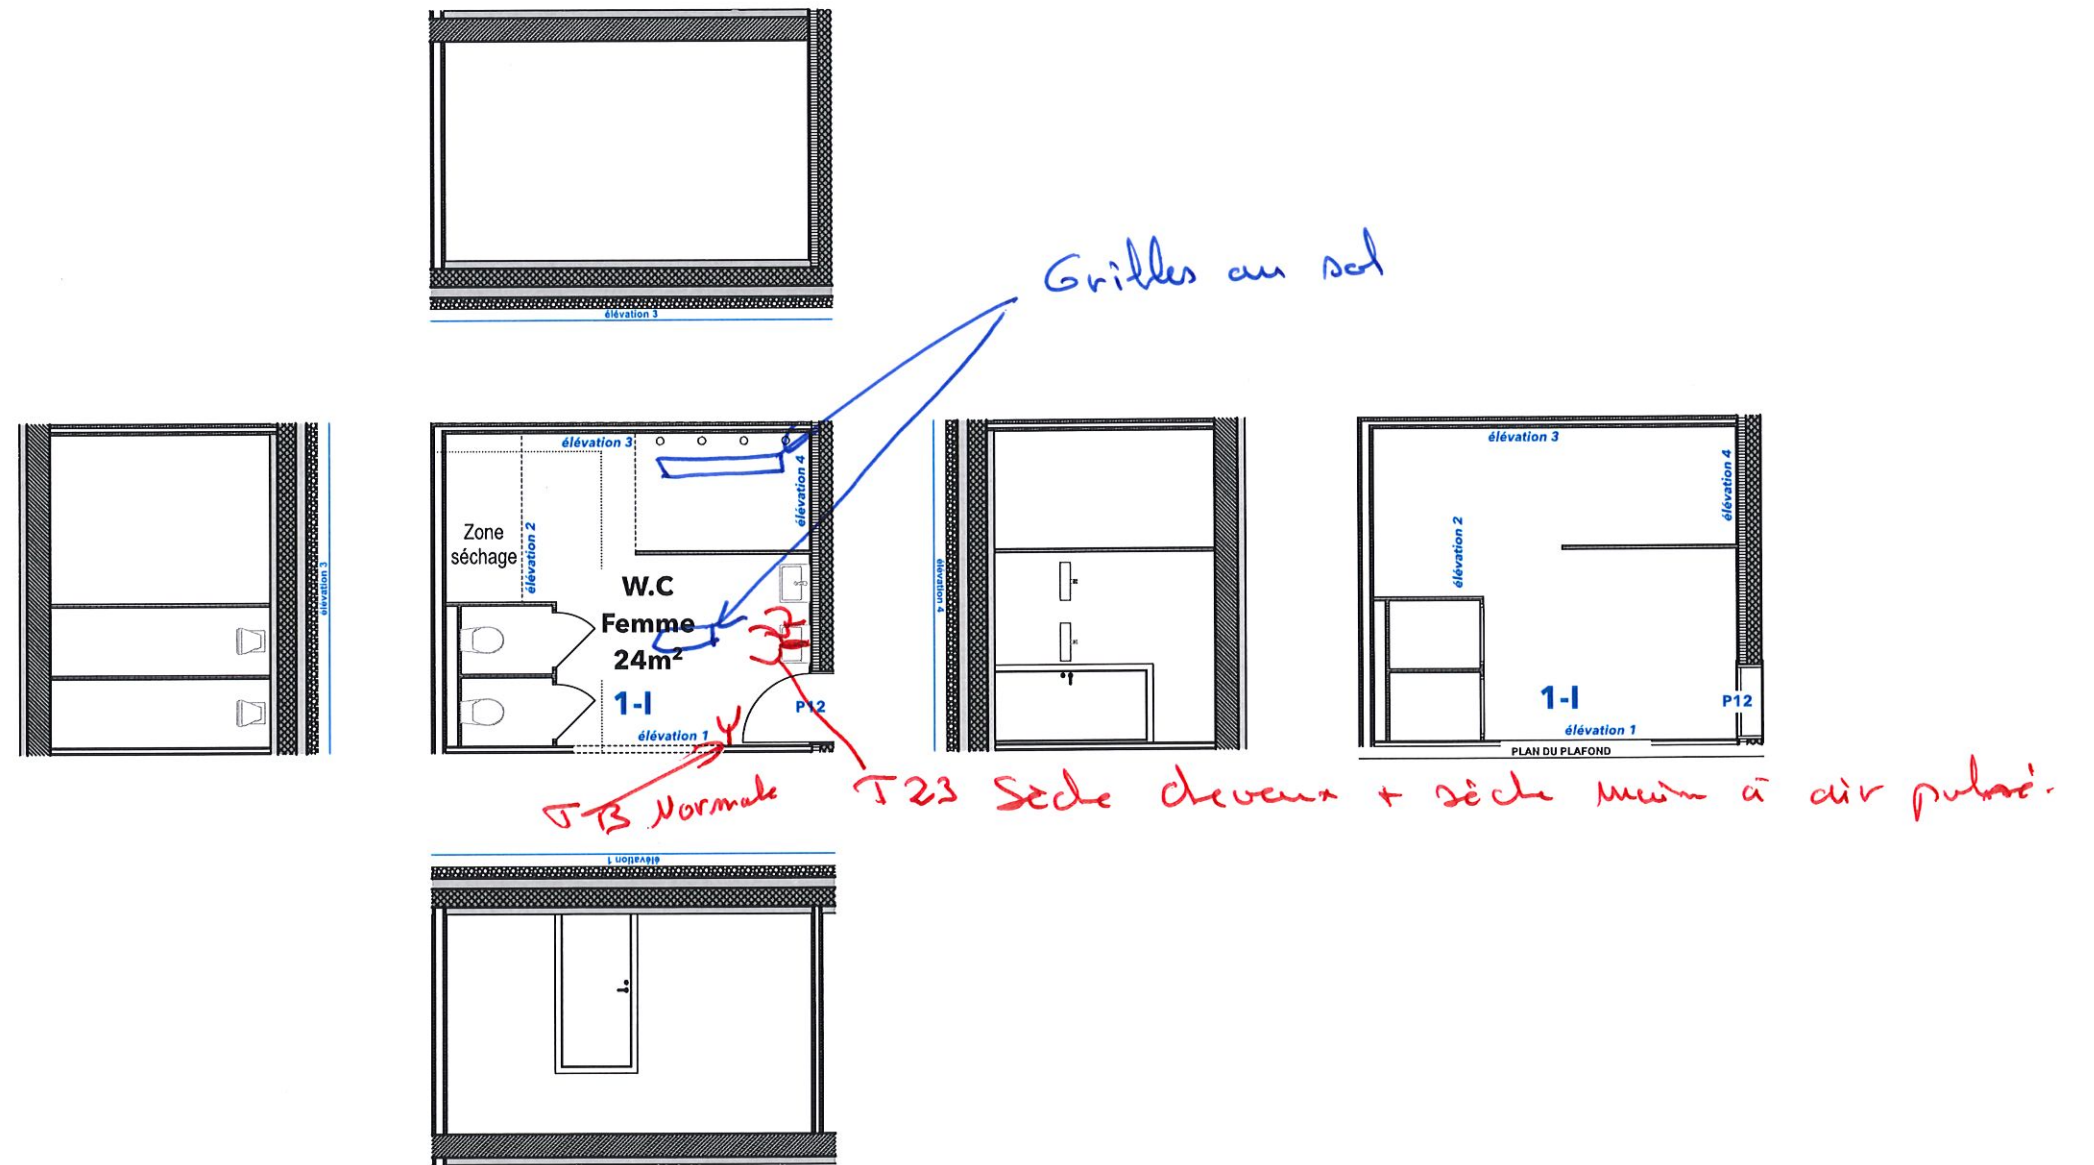 élévation 3
Grilles au sol
élévation 3
élévation 3
élévation 2
Zone
séchage
élévation 4
W.C
Femme
24m²
1-I
P12
élévation 1
élévation 4
élévation 3
élévation 2
élévation 4
1-I
P12
élévation 1
PLAN DU PLAFOND
Normale
T23 Sèche cheveux + sèche main à air pulsé.
élévation 1